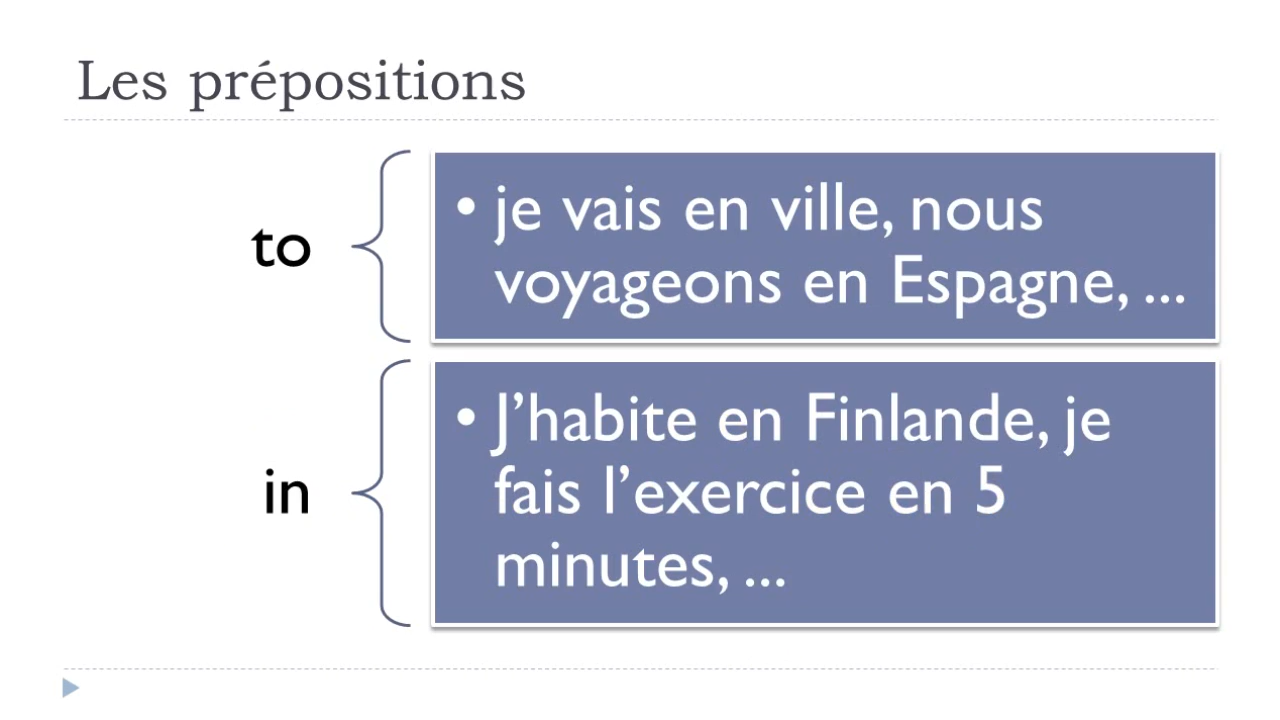 Les prépositions
to
• je vais en ville, nous
voyageons en Espagne, ...
in
• J’habite en Finlande, je
fais l’exercice en 5
minutes, ...